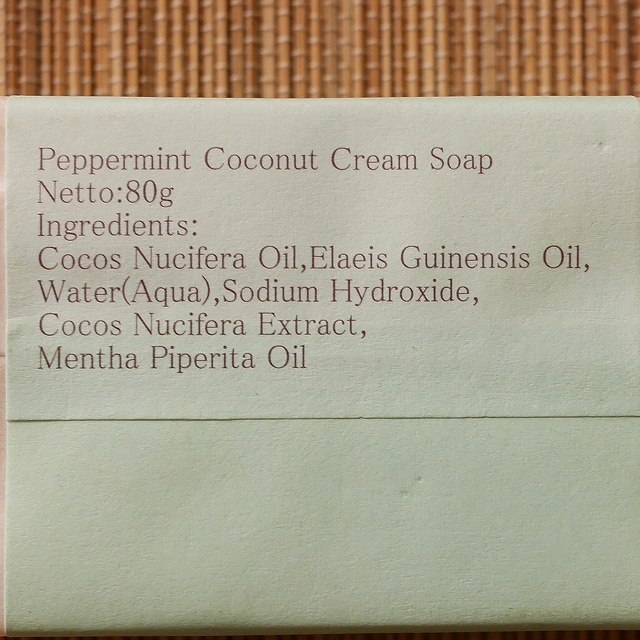 Peppermint Coconut Cream Soap
Netto:80g
Ingredients:
Cocos Nucifera Oil,Elaeis Guinensis Oil,
Water(Aqua),Sodium Hydroxide,
Cocos Nucifera Extract,
Mentha Piperita Oil